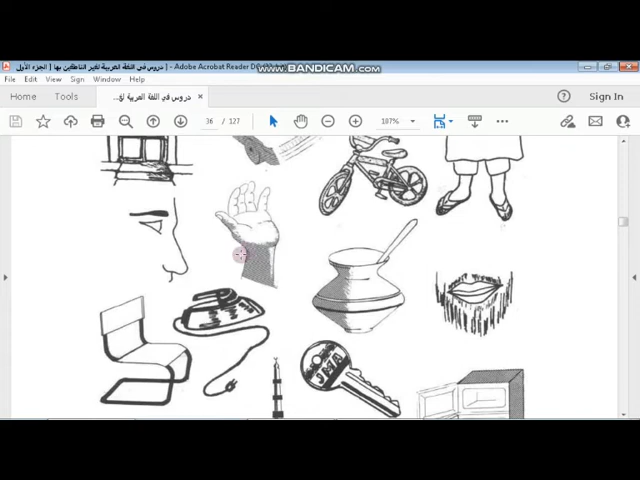 www.BANDICAM.com
دروس في اللغة العربية لغير الناطقين بها ( الجزء الأول - Adobe Acrobat Reader D
File Edit View Sign Window Help
Home Tools دروس في اللغة العربية لغ... × Sign In
36 / 127 187%
JMA